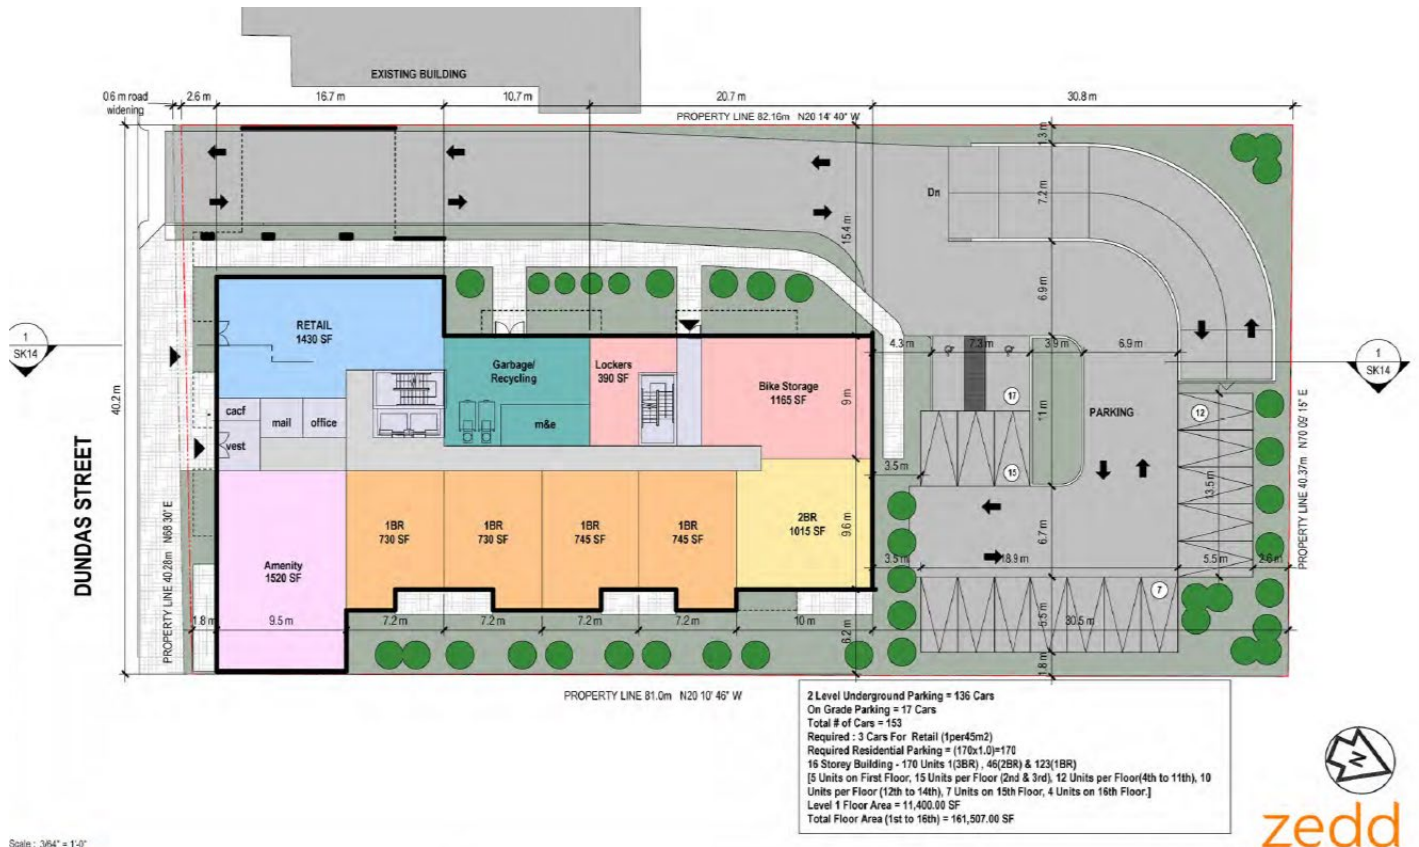 EXISTING BUILDING
0.6 m road
widening
2.6 m
16.7 m
10.7 m
20.7 m
30.8 m
PROPERTY LINE 82.16m N20 14' 40" W
1.3 m
Dn
7.2 m
15.4 m
6.9 m
1
SK14
RETAIL
1430 SF
Garbage/
Recycling
Lockers
390 SF
Bike Storage
1165 SF
9 m
4.3 m
7.3 m
3.9 m
6.9 m
1
SK14
40.2 m
cacf
mail
office
vest
m&e
17
11 m
PARKING
12
PROPERTY LINE 40.37m N70 09' 15" E
DUNDAS STREET
PROPERTY LINE 40.28m N68 30' E
3.5 m
15
13.5 m
Amenity
1520 SF
1BR
730 SF
1BR
730 SF
1BR
745 SF
1BR
745 SF
2BR
1015 SF
9.6 m
6.7 m
3.5 m
18.9 m
5.5 m
2.6 m
7
1.8 m
9.5 m
7.2 m
7.2 m
7.2 m
7.2 m
10 m
6.2 m
5.5 m
30.5 m
1.8 m
PROPERTY LINE 81.0m N20 10' 46" W
2 Level Underground Parking = 136 Cars
On Grade Parking = 17 Cars
Total # of Cars = 153
Required : 3 Cars For Retail (1per45m2)
Required Residential Parking = (170x1.0)=170
16 Storey Building - 170 Units 1(3BR) , 46(2BR) & 123(1BR)
[5 Units on First Floor, 15 Units per Floor (2nd & 3rd), 12 Units per Floor(4th to 11th), 10
Units per Floor (12th to 14th), 7 Units on 15th Floor, 4 Units on 16th Floor.]
Level 1 Floor Area = 11,400.00 SF
Total Floor Area (1st to 16th) = 161,507.00 SF
N
zedd
Scale : 3/64" = 1'-0"